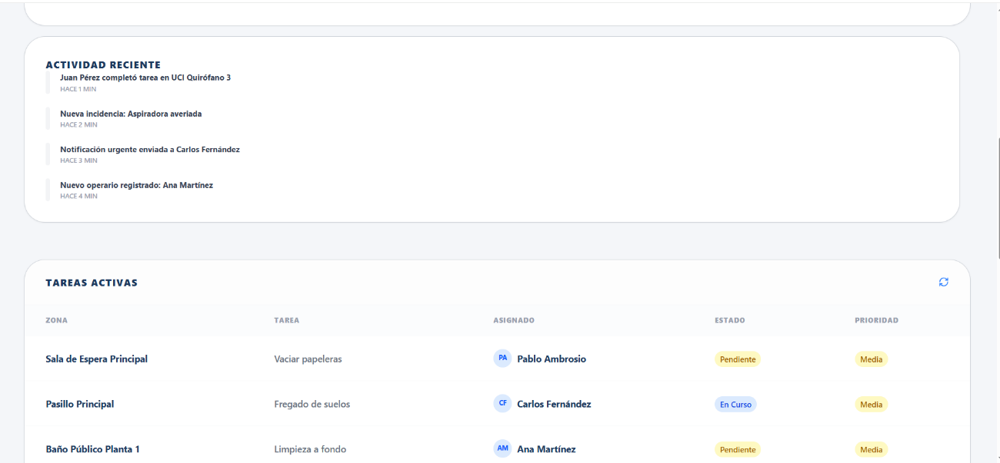 ACTIVIDAD RECIENTE
Juan Pérez completó tarea en UCI Quirófano 3
HACE 1 MIN
Nueva incidencia: Aspiradora averiada
HACE 2 MIN
Notificación urgente enviada a Carlos Fernández
HACE 3 MIN
Nuevo operario registrado: Ana Martínez
HACE 4 MIN
TAREAS ACTIVAS
ZONA TAREA ASIGNADO ESTADO PRIORIDAD
Sala de Espera Principal Vaciar papeleras PA Pablo Ambrosio Pendiente Media
Pasillo Principal Fregado de suelos CF Carlos Fernández En Curso Media
Baño Público Planta 1 Limpieza a fondo AM Ana Martínez Pendiente Media